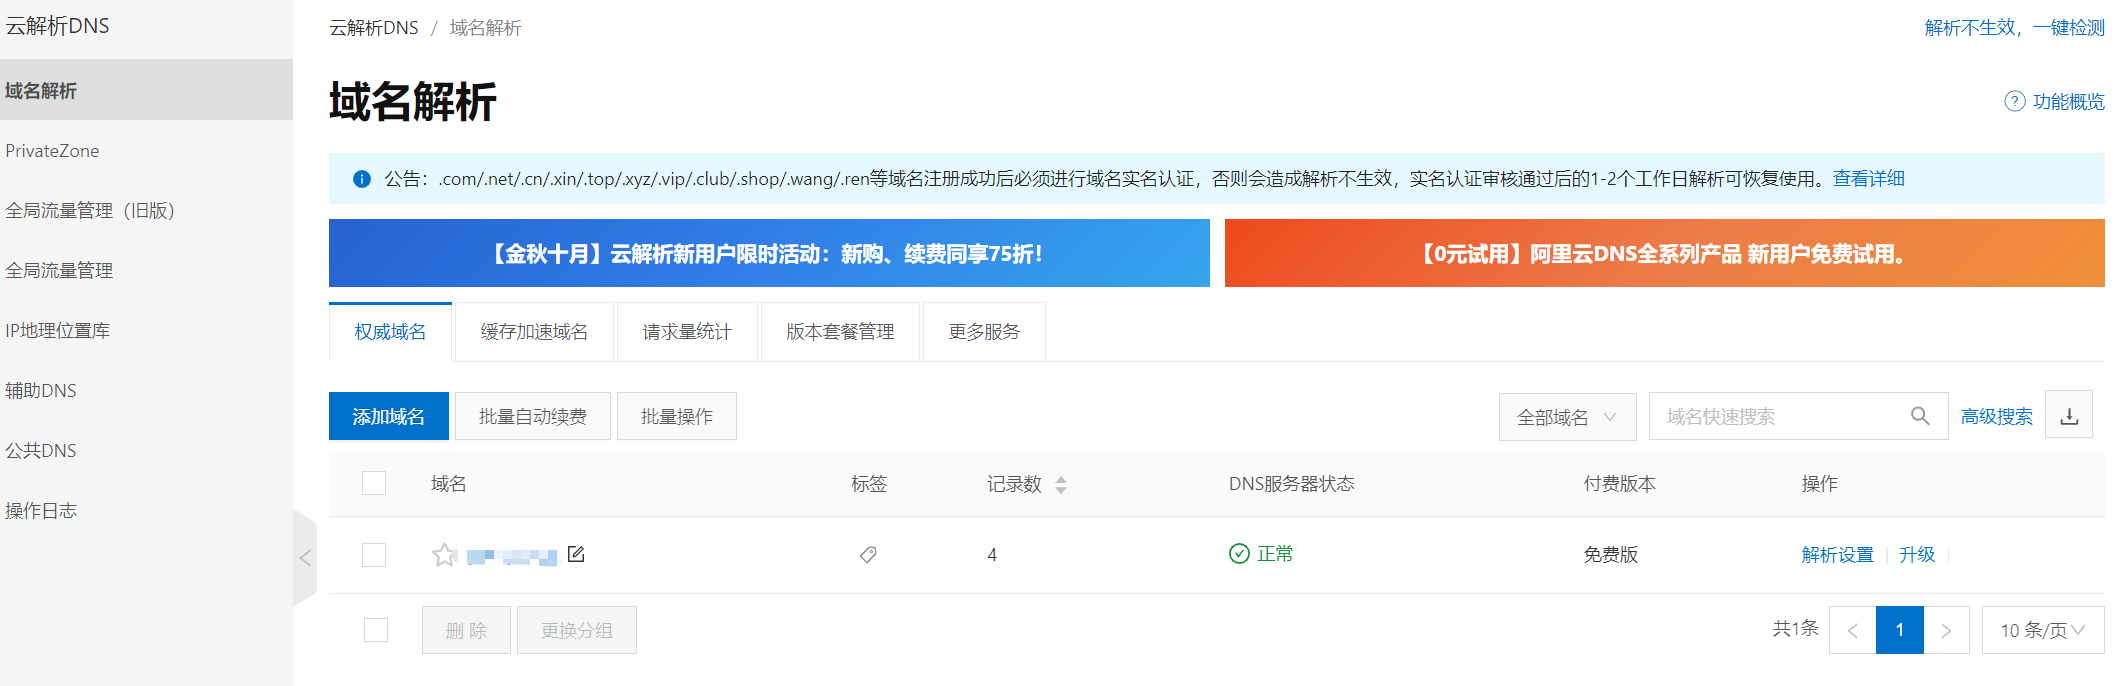 云解析DNS
域名解析
PrivateZone
全局流量管理（旧版）
全局流量管理
IP地理位置库
辅助DNS
公共DNS
操作日志
云解析DNS / 域名解析
解析不生效，一键检测
域名解析
? 功能概览
公告：.com/.net/.cn/.xin/.top/.xyz/.vip/.club/.shop/.wang/.ren等域名注册成功后必须进行域名实名认证，否则会造成解析不生效，实名认证审核通过后的1-2个工作日解析可恢复使用。查看详细
【金秋十月】云解析新用户限时活动：新购、续费同享75折！
【0元试用】阿里云DNS全系列产品 新用户免费试用。
权威域名 缓存加速域名 请求量统计 版本套餐管理 更多服务
添加域名 批量自动续费 批量操作 全部域名 域名快速搜索 高级搜索
域名 标签 记录数 DNS服务器状态 付费版本 操作
4 正常 免费版 解析设置 升级
删 除 更换分组 共1条 < 1 > 10 条/页